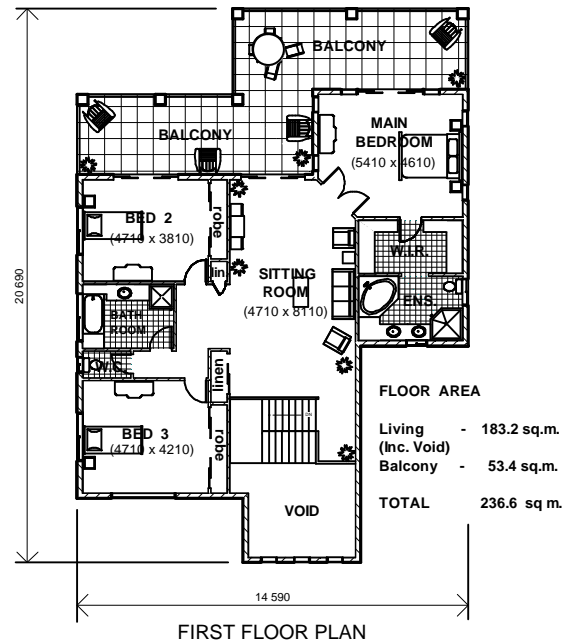 BALCONY
BALCONY
MAIN
BEDROOM
(5410 x 4610)
BED 2
(4710 x 3810)
robe
lin
W.I.R.
SITTING
ROOM
(4710 x 8110)
ENS.
BATH
ROOM
W.C.
linen
BED 3
(4710 x 4210)
robe
VOID
FLOOR AREA
Living - 183.2 sq.m.
(Inc. Void)
Balcony - 53.4 sq.m.
TOTAL 236.6 sq m.
20 690
14 590
FIRST FLOOR PLAN